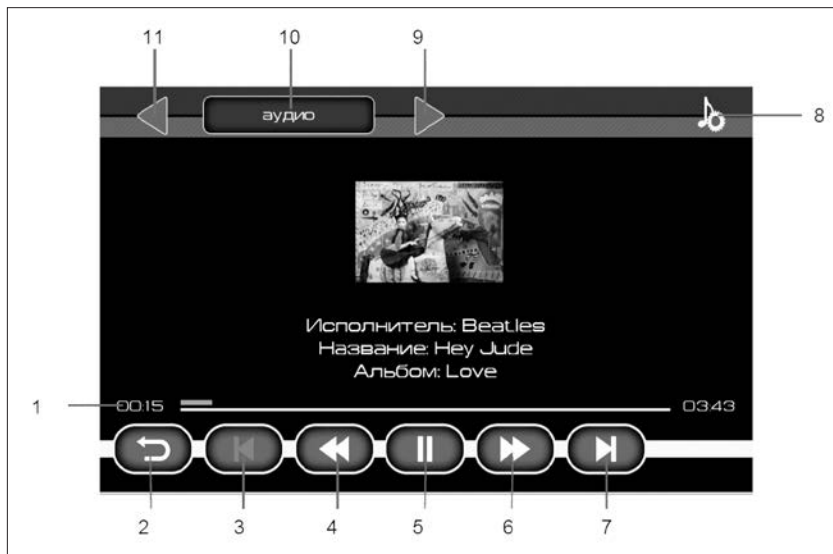 11 10 9
аудио
8
Исполнитель: Beatles
Название: Hey Jude
Альбом: Love
1 00:15 03:43
2 3 4 5 6 7